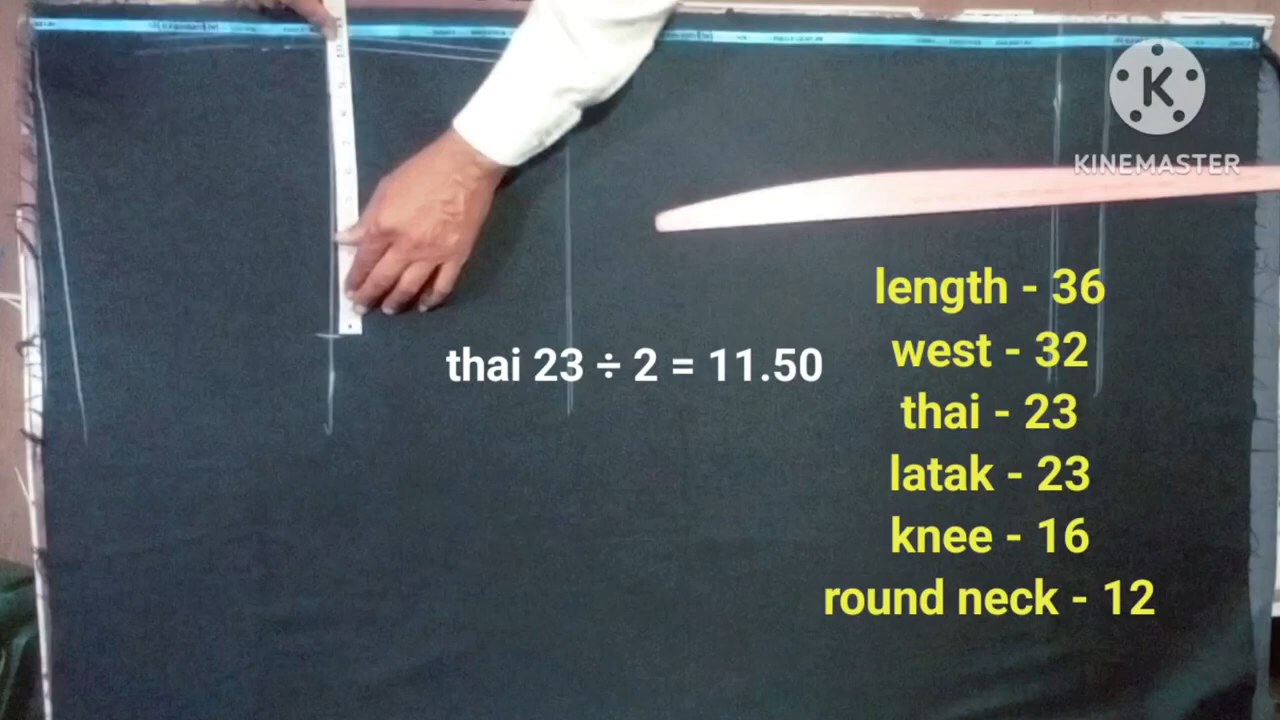 K
KINEMASTER
length - 36
west - 32
thai 23 ÷ 2 = 11.50
thai - 23
latak - 23
knee - 16
round neck - 12